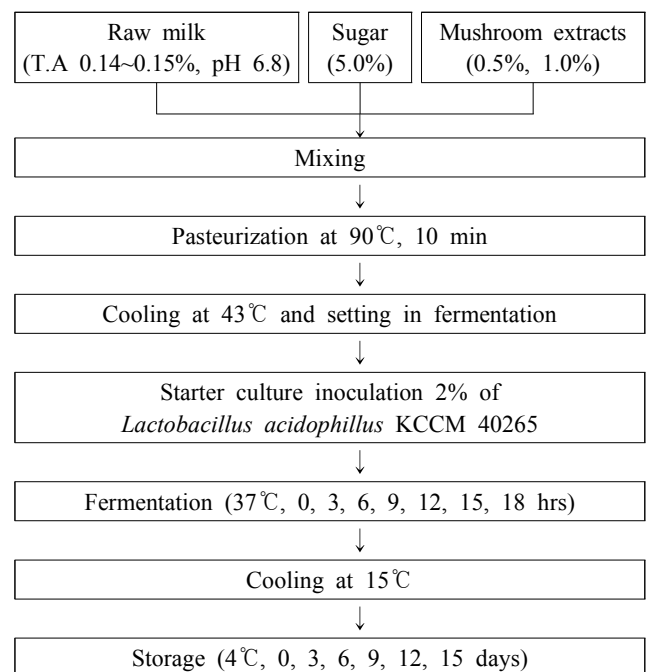 Raw milk
(T.A 0.14~0.15%, pH 6.8)
Sugar
(5.0%)
Mushroom extracts
(0.5%, 1.0%)
Mixing
Pasteurization at 90℃, 10 min
Cooling at 43℃ and setting in fermentation
Starter culture inoculation 2% of
Lactobacillus acidophillus KCCM 40265
Fermentation (37℃, 0, 3, 6, 9, 12, 15, 18 hrs)
Cooling at 15℃
Storage (4℃, 0, 3, 6, 9, 12, 15 days)